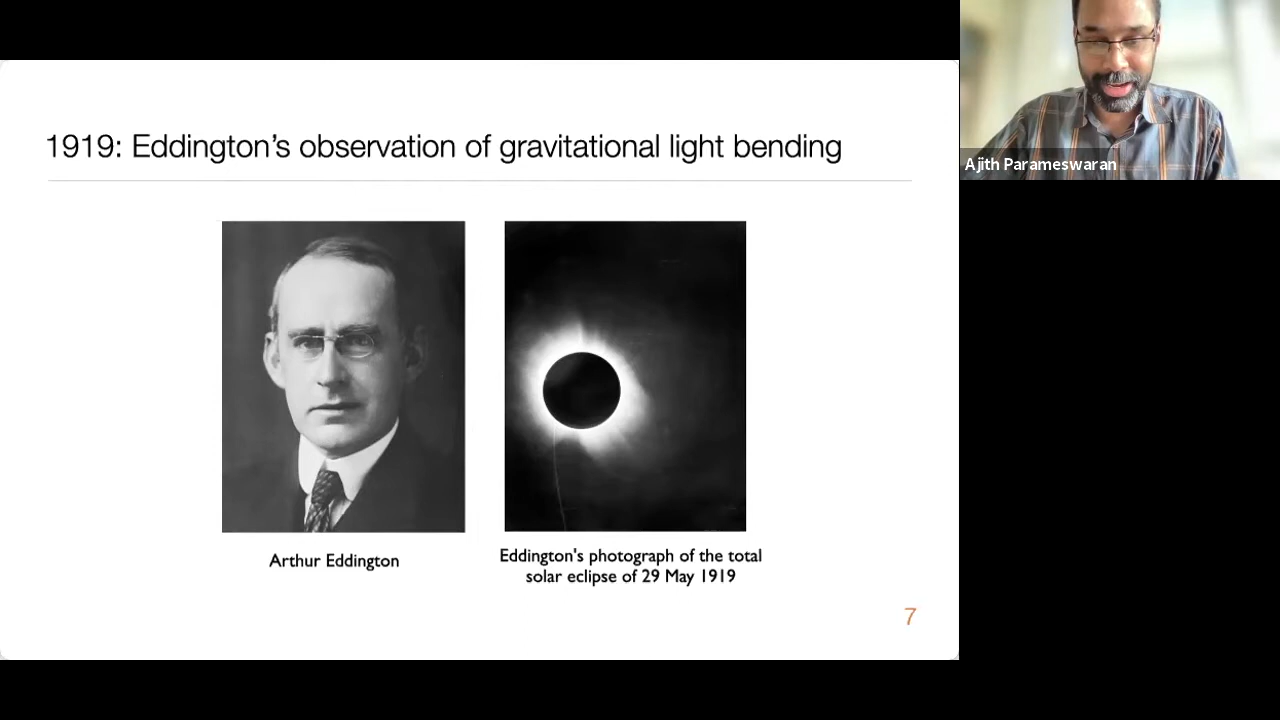 1919: Eddington’s observation of gravitational light bending
Ajith Parameswaran
Arthur Eddington
Eddington's photograph of the total
solar eclipse of 29 May 1919
7